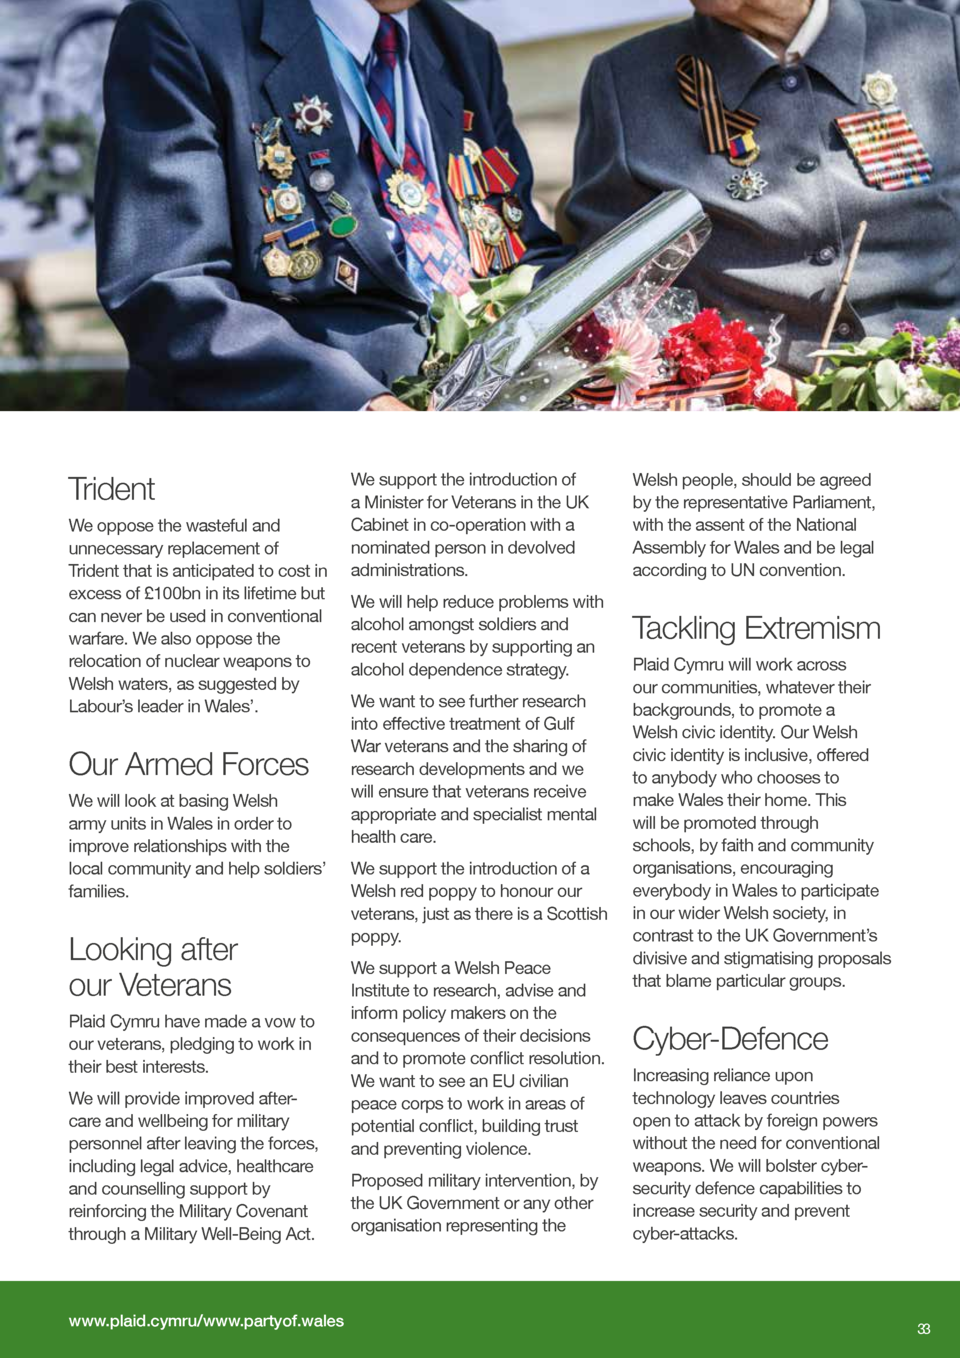 Trident
We oppose the wasteful and
unnecessary replacement of
Trident that is anticipated to cost in
excess of £100bn in its lifetime but
can never be used in conventional
warfare. We also oppose the
relocation of nuclear weapons to
Welsh waters, as suggested by
Labour’s leader in Wales’.
Our Armed Forces
We will look at basing Welsh
army units in Wales in order to
improve relationships with the
local community and help soldiers’
families.
Looking after
our Veterans
Plaid Cymru have made a vow to
our veterans, pledging to work in
their best interests.
We will provide improved after-
care and wellbeing for military
personnel after leaving the forces,
including legal advice, healthcare
and counselling support by
reinforcing the Military Covenant
through a Military Well-Being Act.
We support the introduction of
a Minister for Veterans in the UK
Cabinet in co-operation with a
nominated person in devolved
administrations.
We will help reduce problems with
alcohol amongst soldiers and
recent veterans by supporting an
alcohol dependence strategy.
We want to see further research
into effective treatment of Gulf
War veterans and the sharing of
research developments and we
will ensure that veterans receive
appropriate and specialist mental
health care.
We support the introduction of a
Welsh red poppy to honour our
veterans, just as there is a Scottish
poppy.
We support a Welsh Peace
Institute to research, advise and
inform policy makers on the
consequences of their decisions
and to promote conflict resolution.
We want to see an EU civilian
peace corps to work in areas of
potential conflict, building trust
and preventing violence.
Proposed military intervention, by
the UK Government or any other
organisation representing the
Welsh people, should be agreed
by the representative Parliament,
with the assent of the National
Assembly for Wales and be legal
according to UN convention.
Tackling Extremism
Plaid Cymru will work across
our communities, whatever their
backgrounds, to promote a
Welsh civic identity. Our Welsh
civic identity is inclusive, offered
to anybody who chooses to
make Wales their home. This
will be promoted through
schools, by faith and community
organisations, encouraging
everybody in Wales to participate
in our wider Welsh society, in
contrast to the UK Government’s
divisive and stigmatising proposals
that blame particular groups.
Cyber-Defence
Increasing reliance upon
technology leaves countries
open to attack by foreign powers
without the need for conventional
weapons. We will bolster cyber-
security defence capabilities to
increase security and prevent
cyber-attacks.
www.plaid.cymru/www.partyof.wales
33